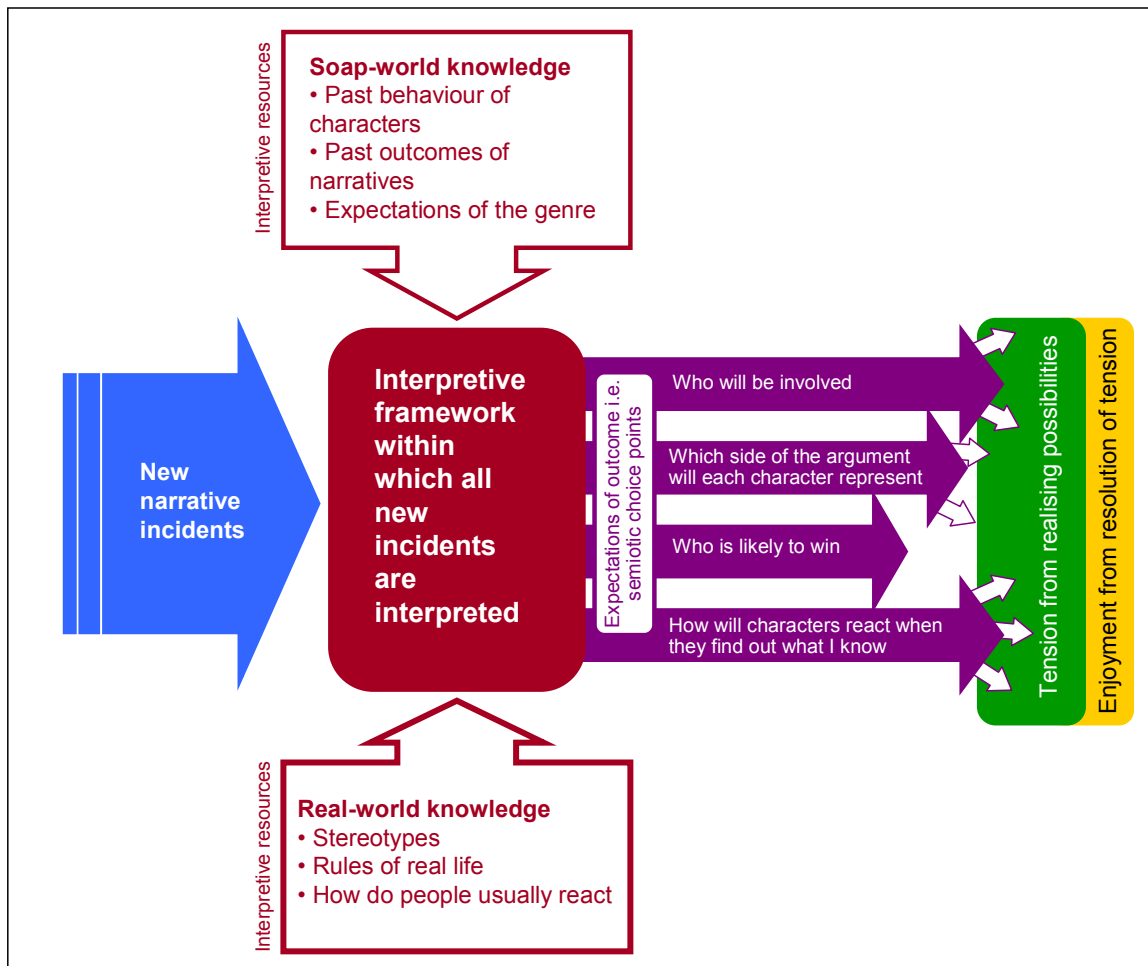 Interpretive resources
Soap-world knowledge
• Past behaviour of
characters
• Past outcomes of
narratives
• Expectations of the genre
New
narrative
incidents
Interpretive
framework
within
which all
new
incidents
are
interpreted
Expectations of outcome i.e.
semiotic choice points
Who will be involved
Which side of the argument
will each character represent
Who is likely to win
How will characters react when
they find out what I know
Tension from realising possibilities
Enjoyment from resolution of tension
Interpretive resources
Real-world knowledge
• Stereotypes
• Rules of real life
• How do people usually react